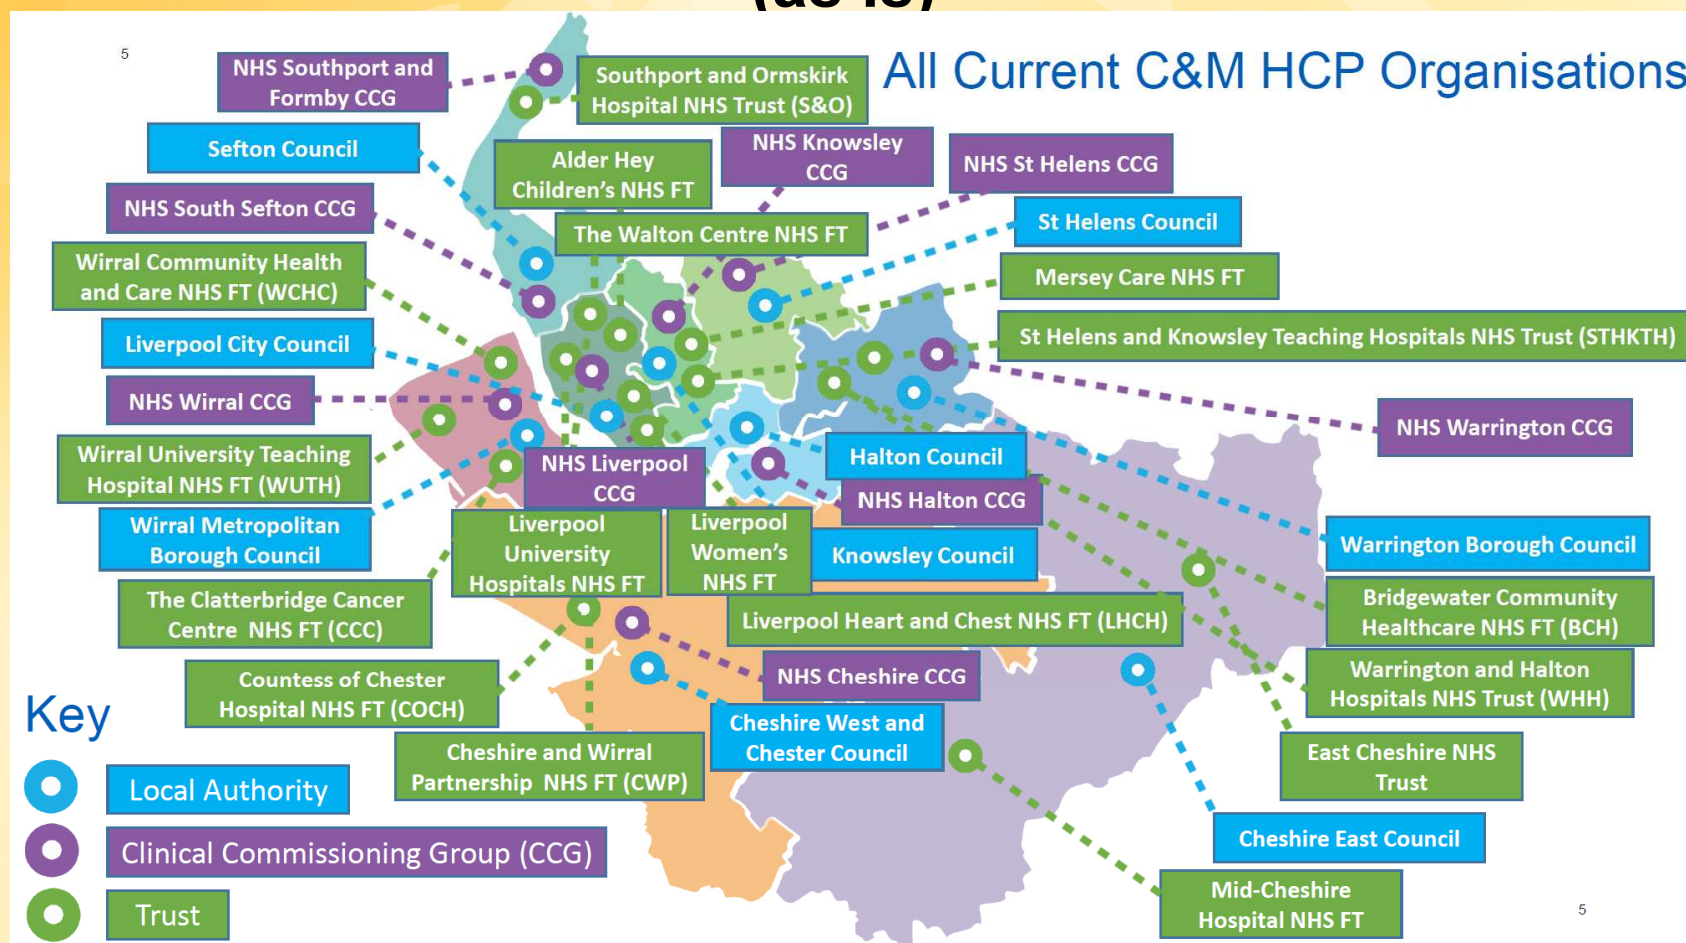 (as is)
5
All Current C&M HCP Organisations
NHS Southport and
Formby CCG
Southport and Ormskirk
Hospital NHS Trust (S&O)
Sefton Council
Alder Hey
Children’s NHS FT
NHS Knowsley
CCG
NHS St Helens CCG
NHS South Sefton CCG
The Walton Centre NHS FT
St Helens Council
Wirral Community Health
and Care NHS FT (WCHC)
Mersey Care NHS FT
Liverpool City Council
St Helens and Knowsley Teaching Hospitals NHS Trust (STHKTH)
NHS Wirral CCG
NHS Warrington CCG
Wirral University Teaching
Hospital NHS FT (WUTH)
NHS Liverpool
CCG
Halton Council
NHS Halton CCG
Wirral Metropolitan
Borough Council
Liverpool
University
Hospitals NHS FT
Liverpool
Women’s
NHS FT
Knowsley Council
Warrington Borough Council
The Clatterbridge Cancer
Centre NHS FT (CCC)
Liverpool Heart and Chest NHS FT (LHCH)
Bridgewater Community
Healthcare NHS FT (BCH)
Countess of Chester
Hospital NHS FT (COCH)
NHS Cheshire CCG
Warrington and Halton
Hospitals NHS Trust (WHH)
Cheshire and Wirral
Partnership NHS FT (CWP)
Cheshire West and
Chester Council
East Cheshire NHS
Trust
Cheshire East Council
Mid-Cheshire
Hospital NHS FT
Key
Local Authority
Clinical Commissioning Group (CCG)
Trust
5